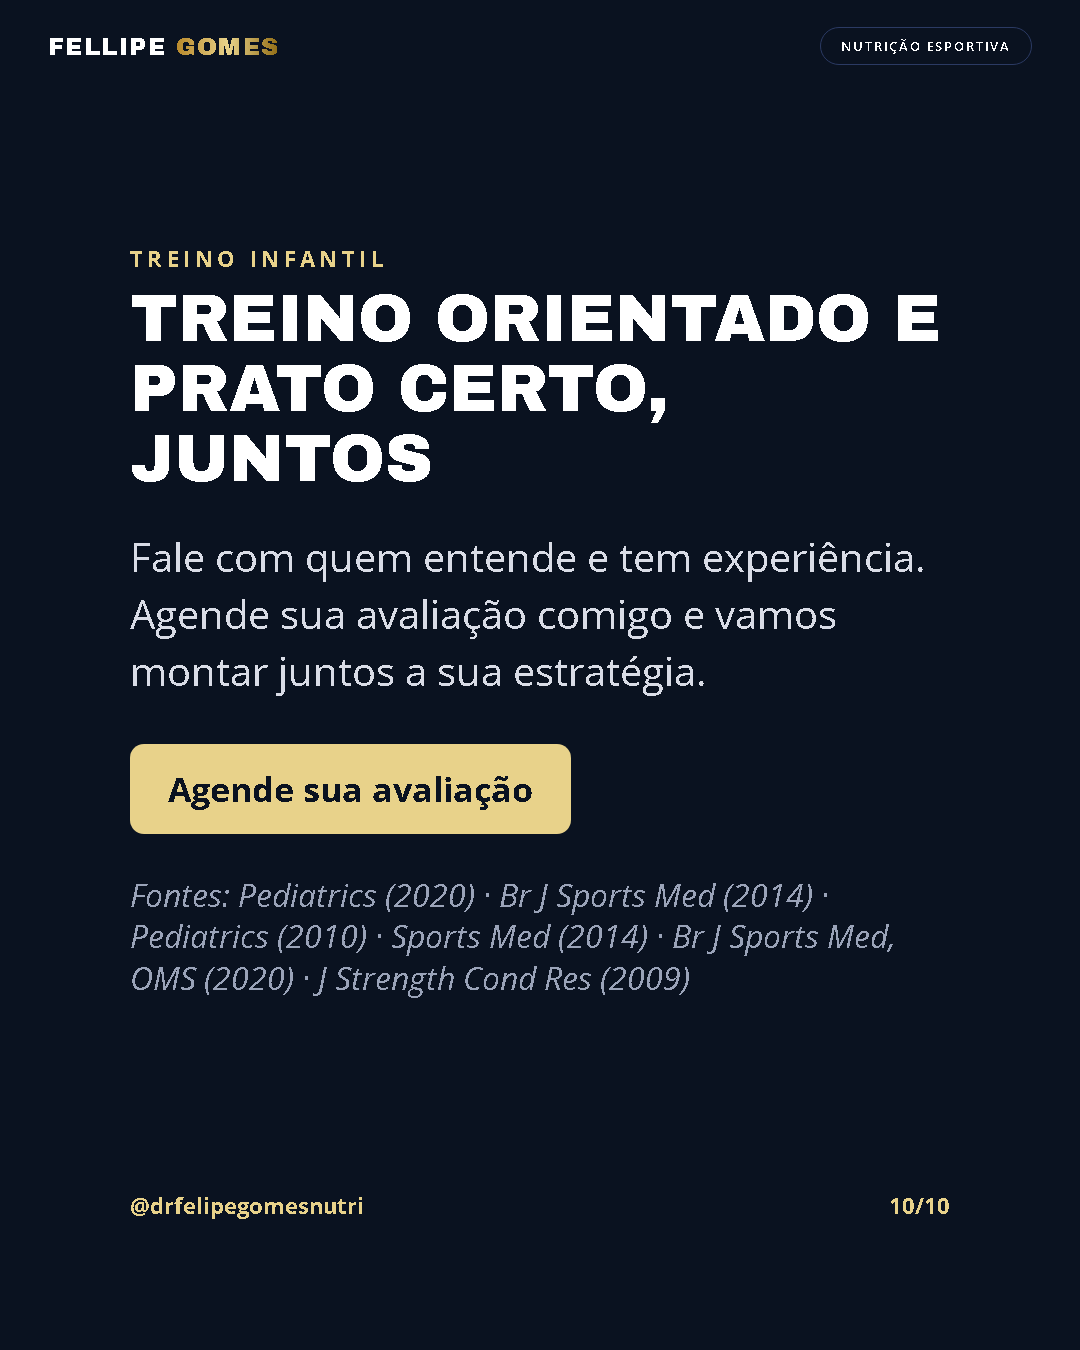 FELLIPE GOMES
NUTRIÇÃO ESPORTIVA
TREINO INFANTIL
TREINO ORIENTADO E
PRATO CERTO,
JUNTOS
Fale com quem entende e tem experiência.
Agende sua avaliação comigo e vamos
montar juntos a sua estratégia.
Agende sua avaliação
Fontes: Pediatrics (2020) · Br J Sports Med (2014) ·
Pediatrics (2010) · Sports Med (2014) · Br J Sports Med,
OMS (2020) · J Strength Cond Res (2009)
@drfelipegomesnutri
10/10